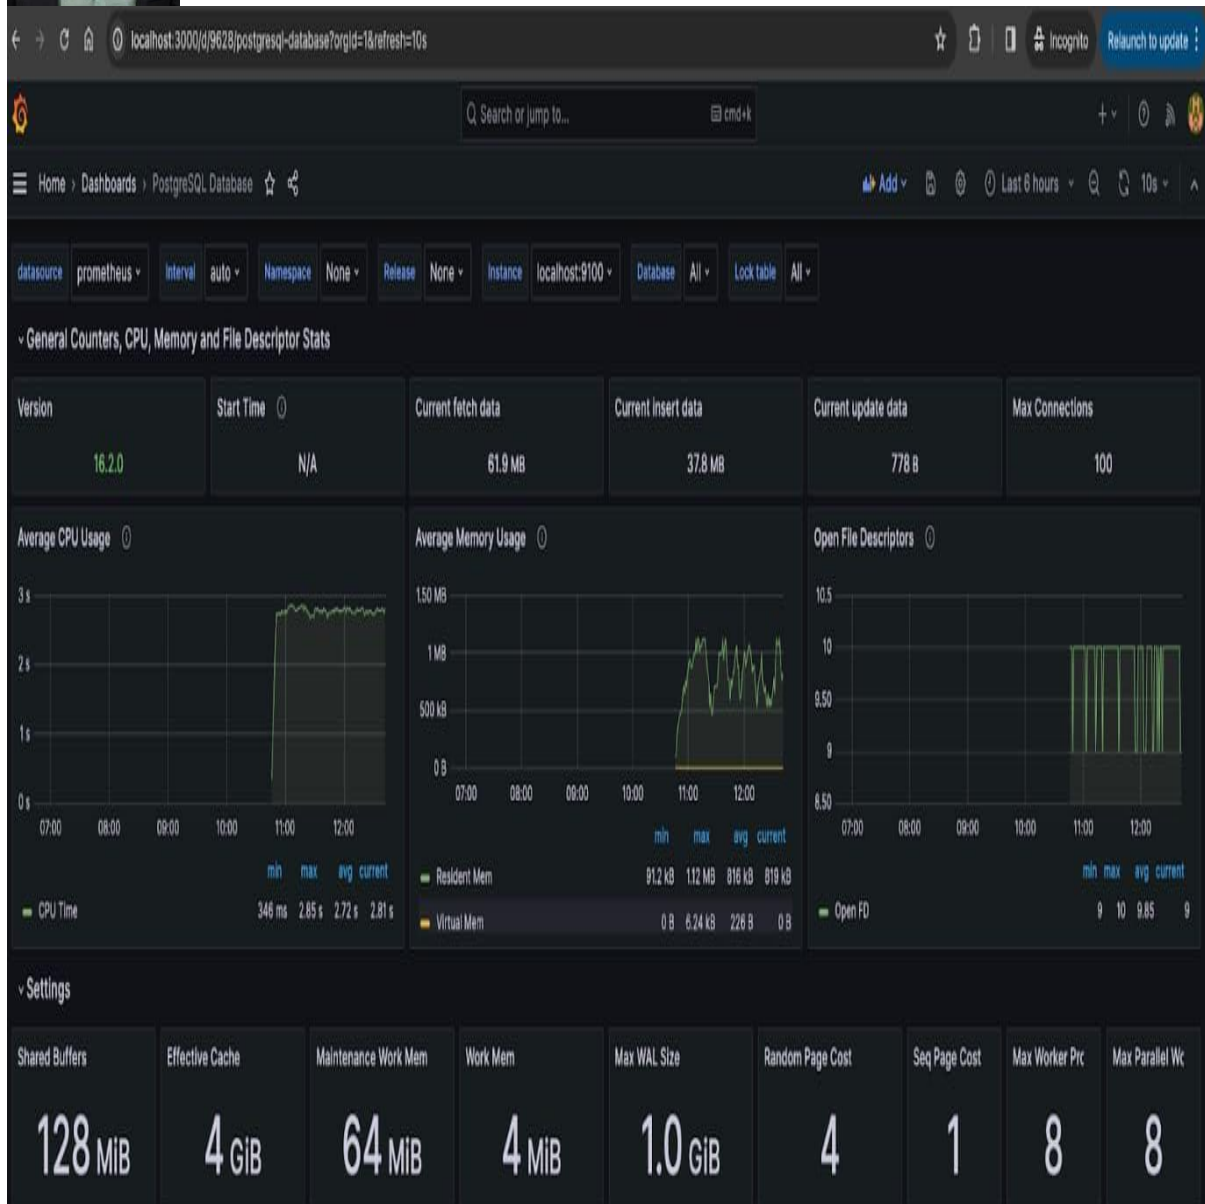 localhost:3000/d/9628/postgresql-database?orgId=1&refresh=10s Incognito Relaunch to update
Search or jump to... cmd+k
Home › Dashboards › PostgreSQL Database Add Last 6 hours 10s
datasource prometheus Interval auto Namespace None Release None Instance localhost:9100 Database All Lock table All
General Counters, CPU, Memory and File Descriptor Stats
Version Start Time Current fetch data Current insert data Current update data Max Connections
16.2.0 N/A 61.9 MB 37.8 MB 778 B 100
Average CPU Usage
3 s
2 s
1 s
0 s
07:00 08:00 09:00 10:00 11:00 12:00
min max avg current
CPU Time 346 ms 2.85 s 2.72 s 2.81 s
Average Memory Usage
1.50 MB
1 MB
500 kB
0 B
07:00 08:00 09:00 10:00 11:00 12:00
min max avg current
Resident Mem 91.2 kB 1.12 MB 816 kB 819 kB
Virtual Mem 0 B 6.24 kB 226 B 0 B
Open File Descriptors
10.5
10
9.50
9
8.50
07:00 08:00 09:00 10:00 11:00 12:00
min max avg current
Open FD 9 10 9.85 9
Settings
Shared Buffers Effective Cache Maintenance Work Mem Work Mem Max WAL Size Random Page Cost Seq Page Cost Max Worker Prc Max Parallel Wc
128 MiB 4 GiB 64 MiB 4 MiB 1.0 GiB 4 1 8 8